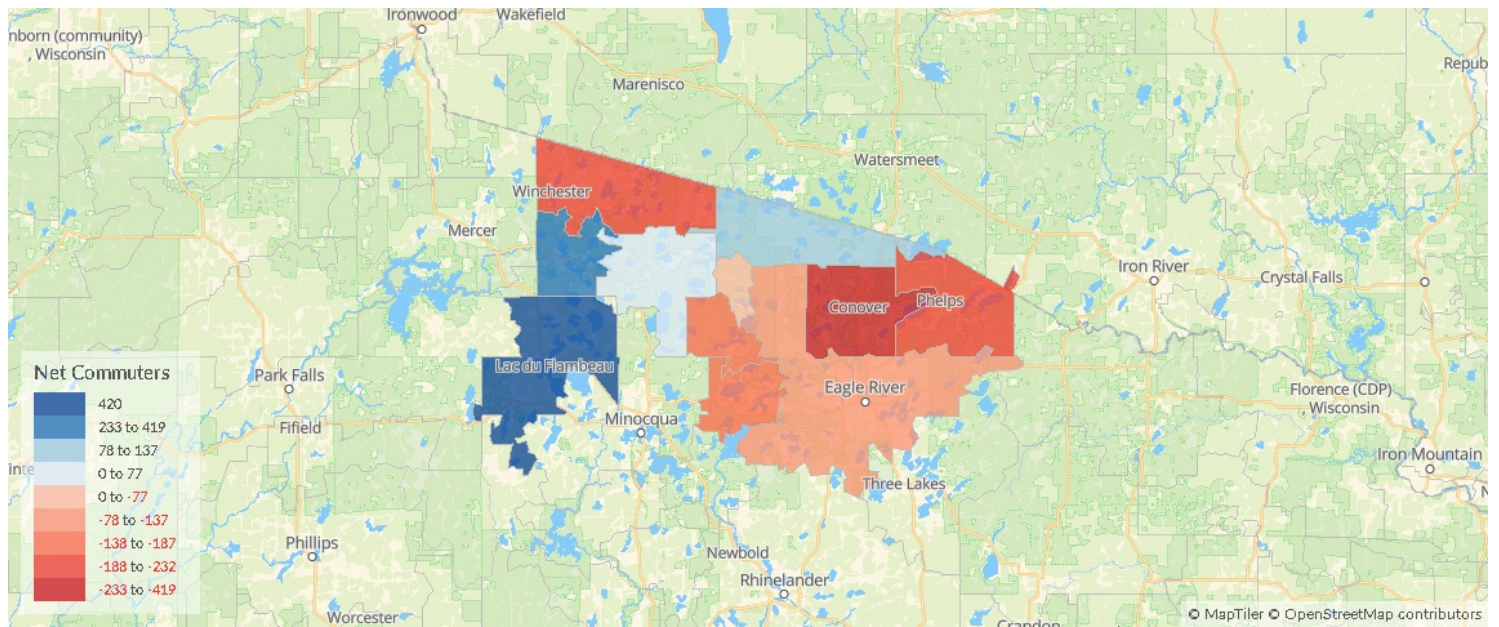 Ironwood
Wakefield
nborn (community)
, Wisconsin
Repub
Marenisco
Watersmeet
Winchester
Mercer
Iron River
Crystal Falls
Conover
Phelps
Lac du Flambeau
Park Falls
Eagle River
Florence (CDP)
Wisconsin
Minocqua
Fifield
Iron Mountain
Three Lakes
Phillips
Newbold
Rhinelander
Worcester
Crandon
Net Commuters
420
233 to 419
78 to 137
0 to 77
0 to -77
-78 to -137
-138 to -187
-188 to -232
-233 to -419
© MapTiler © OpenStreetMap contributors